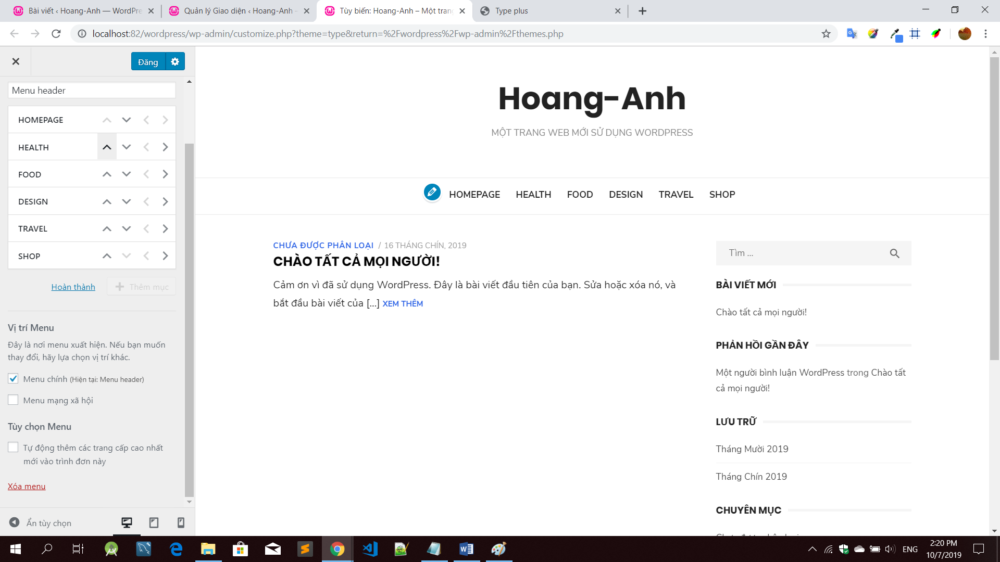 Bài viết ‹ Hoang-Anh — WordPre
Quản lý Giao diện ‹ Hoang-Anh –
Tùy biến: Hoang-Anh – Một tran
Type plus
localhost:82/wordpress/wp-admin/customize.php?theme=type&return=%2Fwordpress%2Fwp-admin%2Fthemes.php
Đăng
Menu header
HOMEPAGE
HEALTH
FOOD
DESIGN
TRAVEL
SHOP
Hoàn thành
Thêm mục
Vị trí Menu
Đây là nơi menu xuất hiện. Nếu bạn muốn
thay đổi, hãy lựa chọn vị trí khác.
Menu chính (Hiện tại: Menu header)
Menu mạng xã hội
Tùy chọn Menu
Tự động thêm các trang cấp cao nhất
mới vào trình đơn này
Xóa menu
Ẩn tùy chọn
Hoang-Anh
MỘT TRANG WEB MỚI SỬ DỤNG WORDPRESS
HOMEPAGE HEALTH FOOD DESIGN TRAVEL SHOP
CHƯA ĐƯỢC PHÂN LOẠI / 16 THÁNG CHÍN, 2019
CHÀO TẤT CẢ MỌI NGƯỜI!
Cảm ơn vì đã sử dụng WordPress. Đây là bài viết đầu tiên của bạn. Sửa hoặc xóa nó, và
bắt đầu bài viết của […] XEM THÊM
Tìm …
BÀI VIẾT MỚI
Chào tất cả mọi người!
PHẢN HỒI GẦN ĐÂY
Một người bình luận WordPress trong Chào tất
cả mọi người!
LƯU TRỮ
Tháng Mười 2019
Tháng Chín 2019
CHUYÊN MỤC
ENG
2:20 PM
10/7/2019